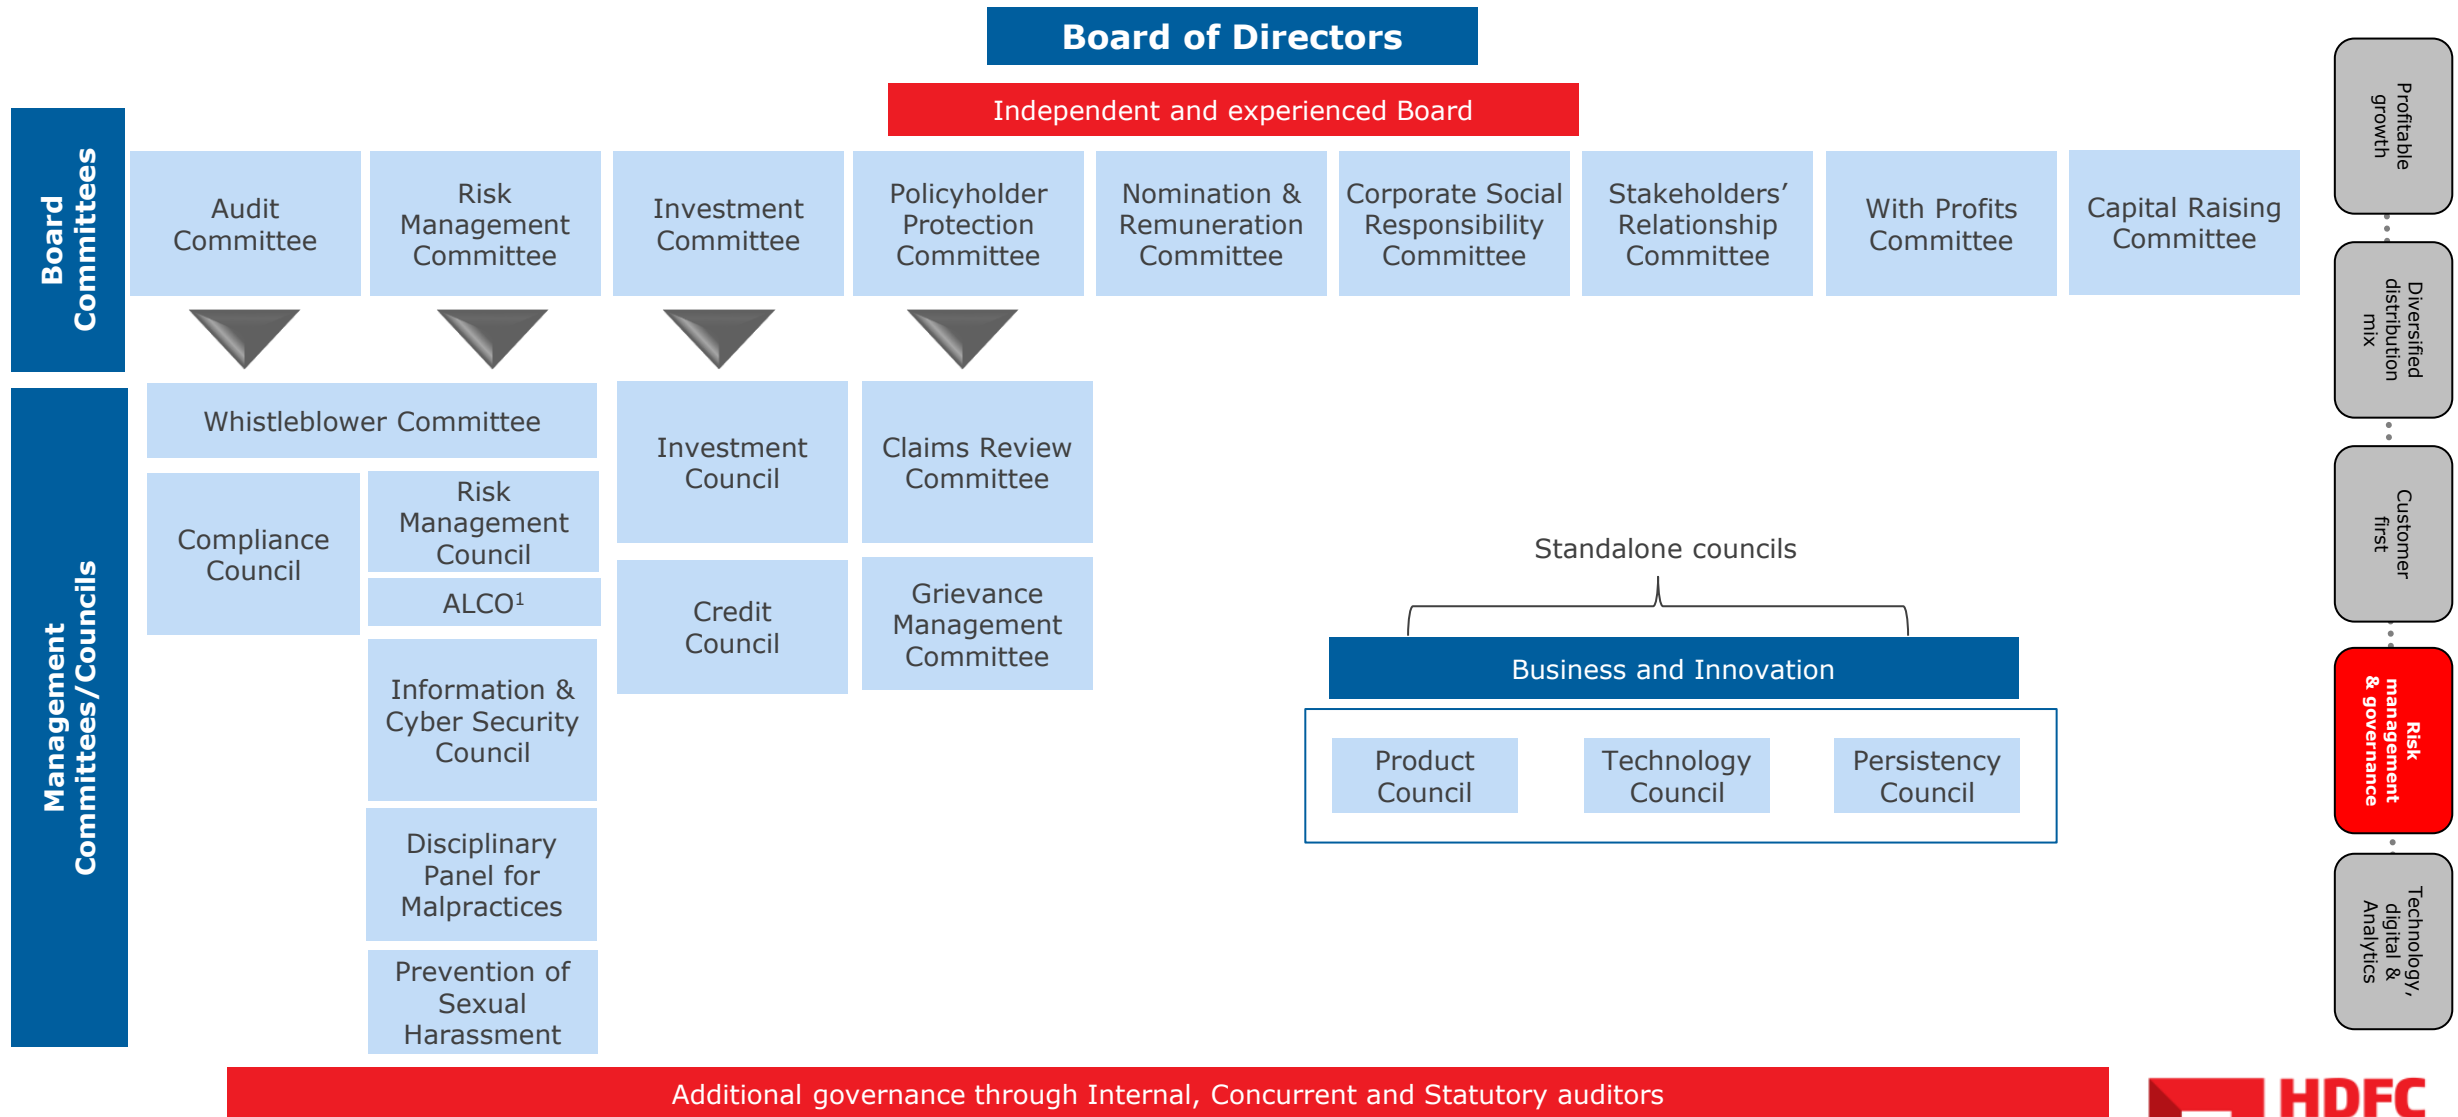 Board of Directors
Independent and experienced Board
Board
Committees
Audit
Committee
Risk
Management
Committee
Investment
Committee
Policyholder
Protection
Committee
Nomination &
Remuneration
Committee
Corporate Social
Responsibility
Committee
Stakeholders’
Relationship
Committee
With Profits
Committee
Capital Raising
Committee
Management
Committees/Councils
Whistleblower Committee
Compliance
Council
Risk
Management
Council
ALCO¹
Information &
Cyber Security
Council
Disciplinary
Panel for
Malpractices
Prevention of
Sexual
Harassment
Investment
Council
Credit
Council
Claims Review
Committee
Grievance
Management
Committee
Standalone councils
Business and Innovation
Product
Council
Technology
Council
Persistency
Council
Additional governance through Internal, Concurrent and Statutory auditors
Profitable
growth
Diversified
distribution
mix
Customer
first
Risk
management
& governance
Technology,
digital &
Analytics
HDFC